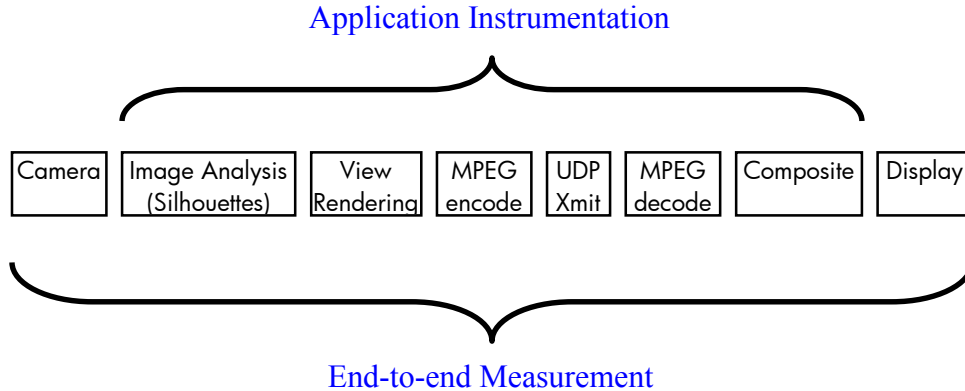 Application Instrumentation
Camera
Image Analysis
(Silhouettes)
View
Rendering
MPEG
encode
UDP
Xmit
MPEG
decode
Composite
Display
End-to-end Measurement